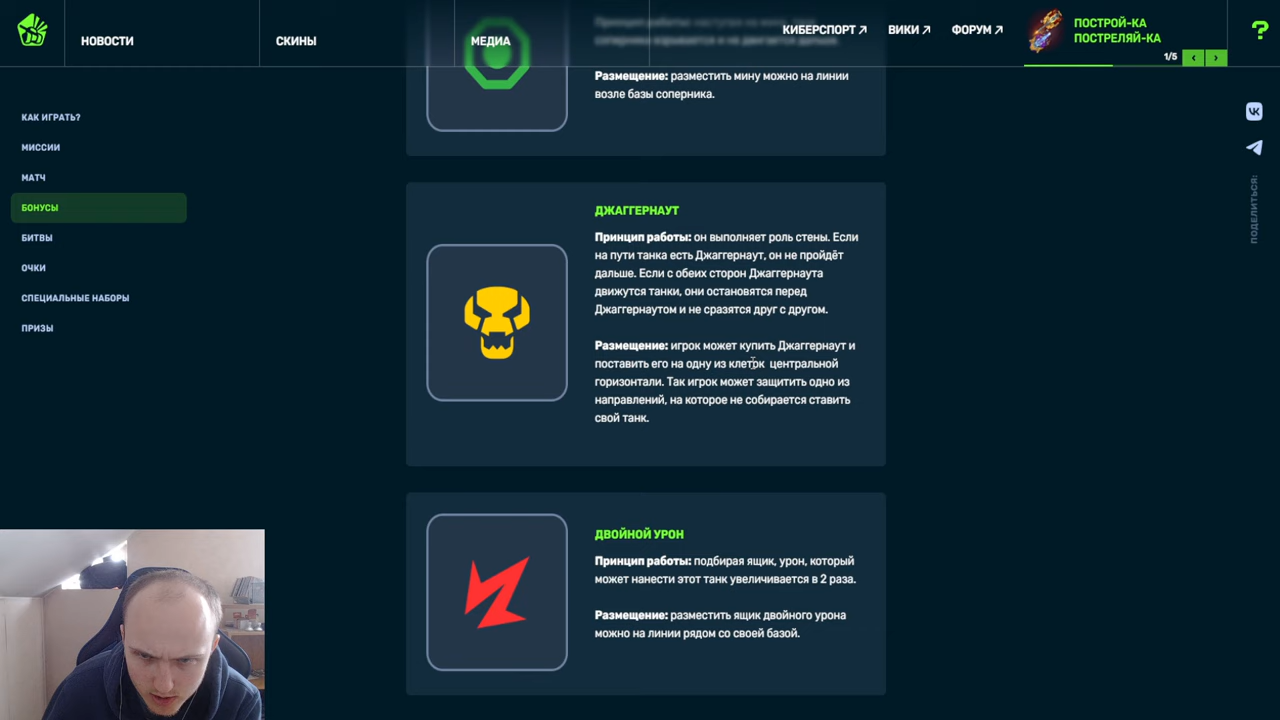 НОВОСТИ
СКИНЫ
МЕДИА
КИБЕРСПОРТ
ВИКИ
ФОРУМ
ПОСТРОЙ-КА
ПОСТРЕЛЯЙ-КА
1/5
?
КАК ИГРАТЬ?
МИССИИ
МАТЧ
БОНУСЫ
БИТВЫ
ОЧКИ
СПЕЦИАЛЬНЫЕ НАБОРЫ
ПРИЗЫ
Размещение: разместить мину можно на линии
возле базы соперника.
ДЖАГГЕРНАУТ
Принцип работы: он выполняет роль стены. Если
на пути танка есть Джаггернаут, он не пройдёт
дальше. Если с обеих сторон Джаггернаута
движутся танки, они остановятся перед
Джаггернаутом и не сразятся друг с другом.
Размещение: игрок может купить Джаггернаут и
поставить его на одну из клеток центральной
горизонтали. Так игрок может защитить одно из
направлений, на которое не собирается ставить
свой танк.
ДВОЙНОЙ УРОН
Принцип работы: подбирая ящик, урон, который
может нанести этот танк увеличивается в 2 раза.
Размещение: разместить ящик двойного урона
можно на линии рядом со своей базой.
ПОДЕЛИТЬСЯ: